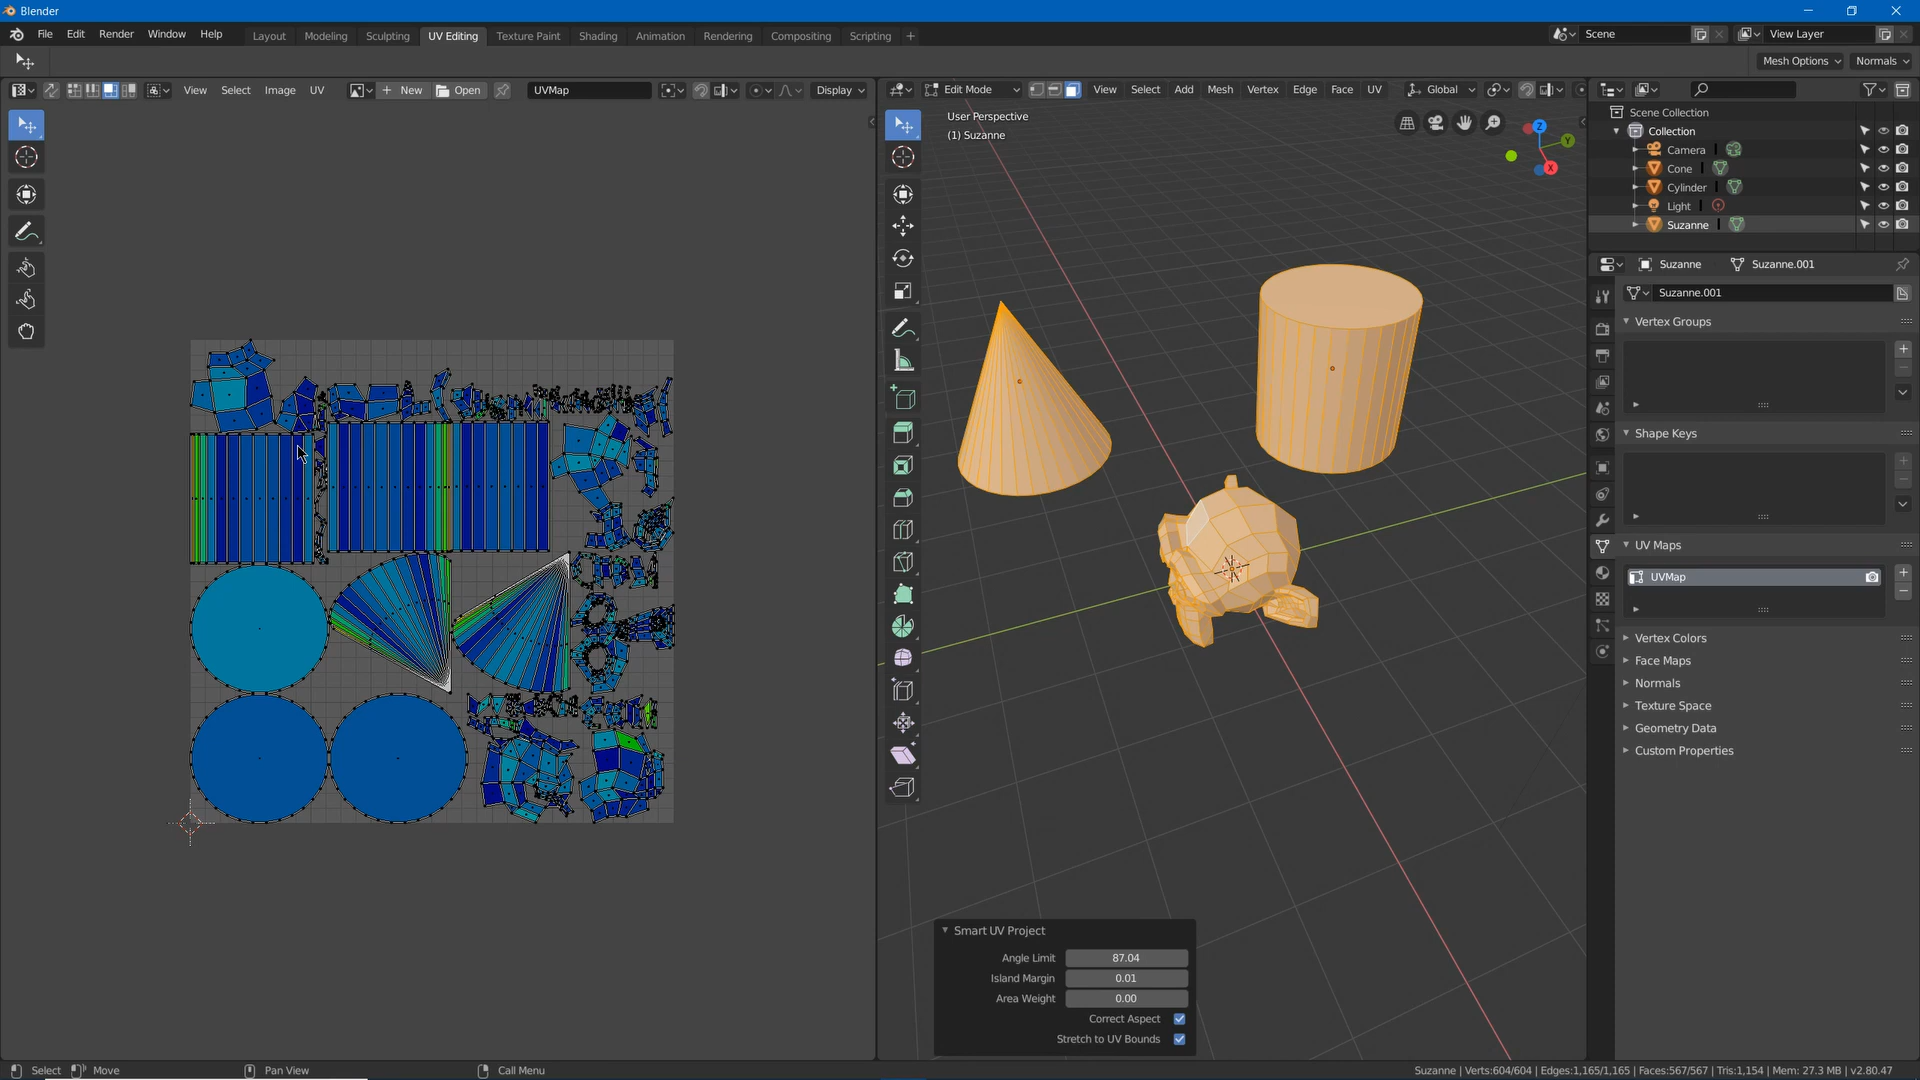 Blender
File Edit Render Window Help Layout Modeling Sculpting UV Editing Texture Paint Shading Animation Rendering Compositing Scripting + Scene View Layer
Mesh Options Normals
View Select Image UV + New Open UVMap Display
Edit Mode View Select Add Mesh Vertex Edge Face UV Global
User Perspective
(1) Suzanne
Z
Y
X
Scene Collection
Collection
Camera
Cone
Cylinder
Light
Suzanne
Suzanne Suzanne.001
Suzanne.001
Vertex Groups
Shape Keys
UV Maps
UVMap
Vertex Colors
Face Maps
Normals
Texture Space
Geometry Data
Custom Properties
Smart UV Project
Angle Limit 87.04
Island Margin 0.01
Area Weight 0.00
Correct Aspect
Stretch to UV Bounds
Select Move Pan View Call Menu Suzanne | Verts:604/604 | Edges:1,165/1,165 | Faces:567/567 | Tris:1,154 | Mem: 27.3 MB | v2.80.47